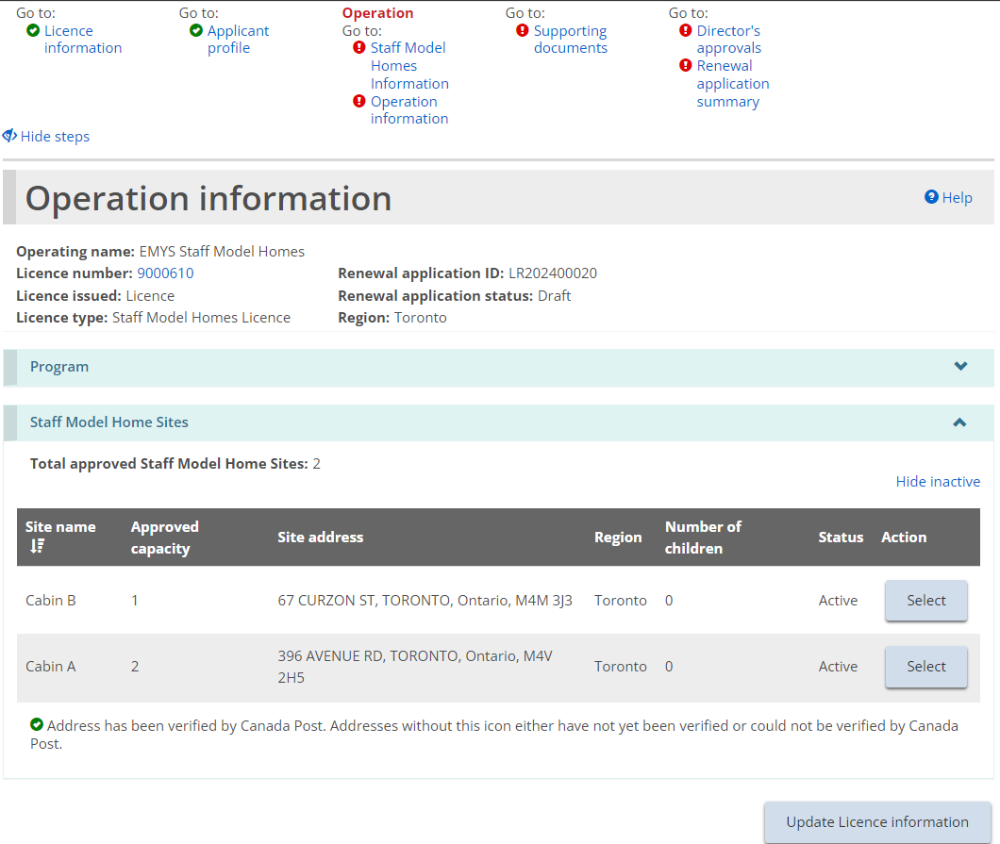 Go to:
Licence
information
Go to:
Applicant
profile
Operation
Go to:
Staff Model
Homes
Information
Operation
information
Go to:
Supporting
documents
Go to:
Director's
approvals
Renewal
application
summary
Hide steps
Operation information
Help
Operating name: EMYS Staff Model Homes
Licence number: 9000610
Renewal application ID: LR202400020
Licence issued: Licence
Renewal application status: Draft
Licence type: Staff Model Homes Licence
Region: Toronto
Program
Staff Model Home Sites
Total approved Staff Model Home Sites: 2
Hide inactive
Site name
Approved
capacity
Site address
Region
Number of
children
Status
Action
Cabin B
1
67 CURZON ST, TORONTO, Ontario, M4M 3J3
Toronto
0
Active
Select
Cabin A
2
396 AVENUE RD, TORONTO, Ontario, M4V
2H5
Toronto
0
Active
Select
Address has been verified by Canada Post. Addresses without this icon either have not yet been verified or could not be verified by Canada
Post.
Update Licence information